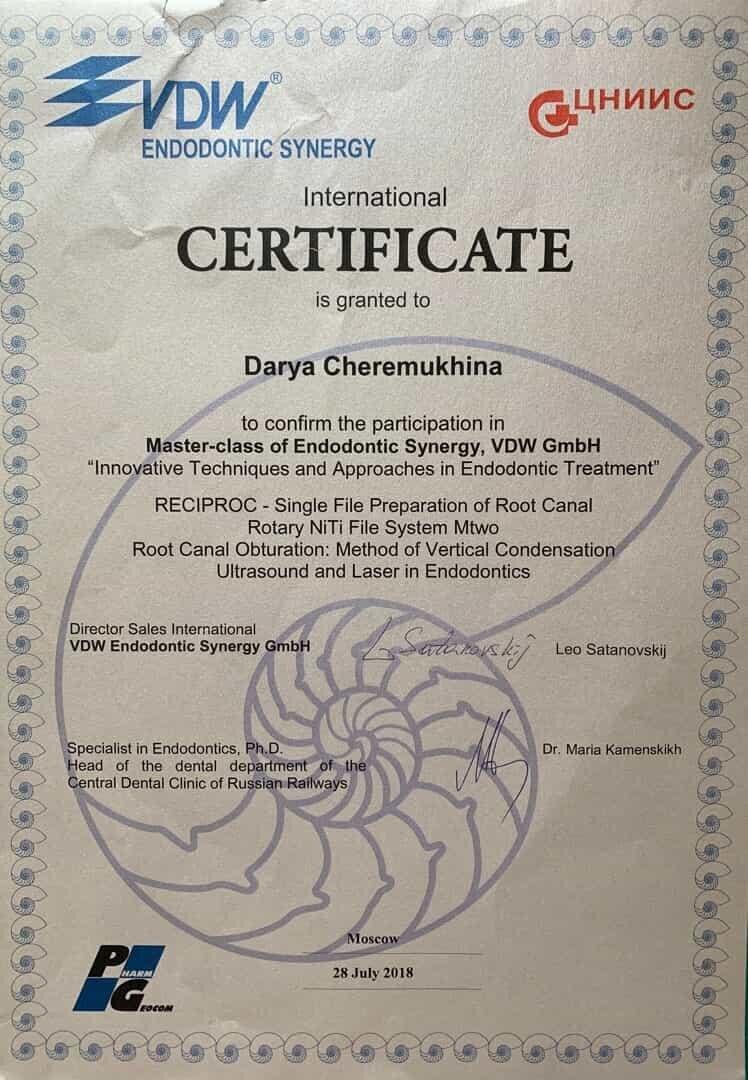 VDW®
ENDODONTIC SYNERGY
ЦНИИС
International
CERTIFICATE
is granted to
Darya Cheremukhina
to confirm the participation in
Master-class of Endodontic Synergy, VDW GmbH
“Innovative Techniques and Approaches in Endodontic Treatment”
RECIPROC - Single File Preparation of Root Canal
Rotary NiTi File System Mtwo
Root Canal Obturation: Method of Vertical Condensation
Ultrasound and Laser in Endodontics
Director Sales International
VDW Endodontic Synergy GmbH
L Satanovskij
Leo Satanovskij
Specialist in Endodontics, Ph.D.
Head of the dental department of the
Central Dental Clinic of Russian Railways
Dr. Maria Kamenskikh
Moscow
28 July 2018
PHARM
GEOCOM